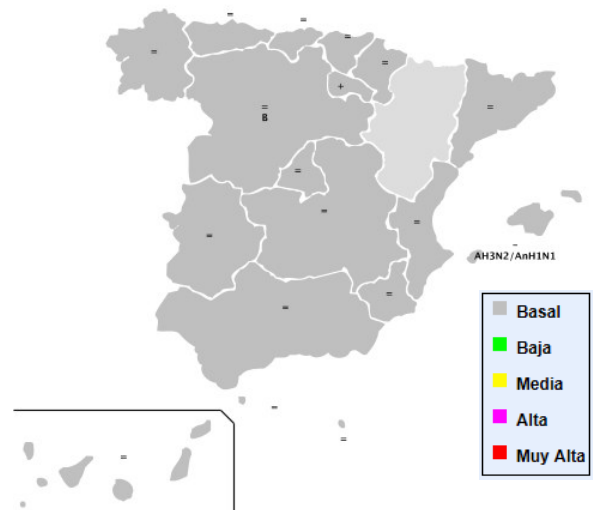 =
=
=
=
=
+
=
B
=
=
=
=
=
-
AH3N2/AnH1N1
=
=
-
=
=
Basal
Baja
Media
Alta
Muy Alta